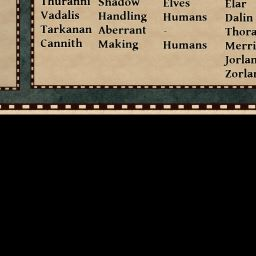 Thuranni Shadow Elves Elar
Vadalis Handling Humans Dalin
Tarkanan Aberrant - Thora
Cannith Making Humans Merri
Jorlan
Zorlan